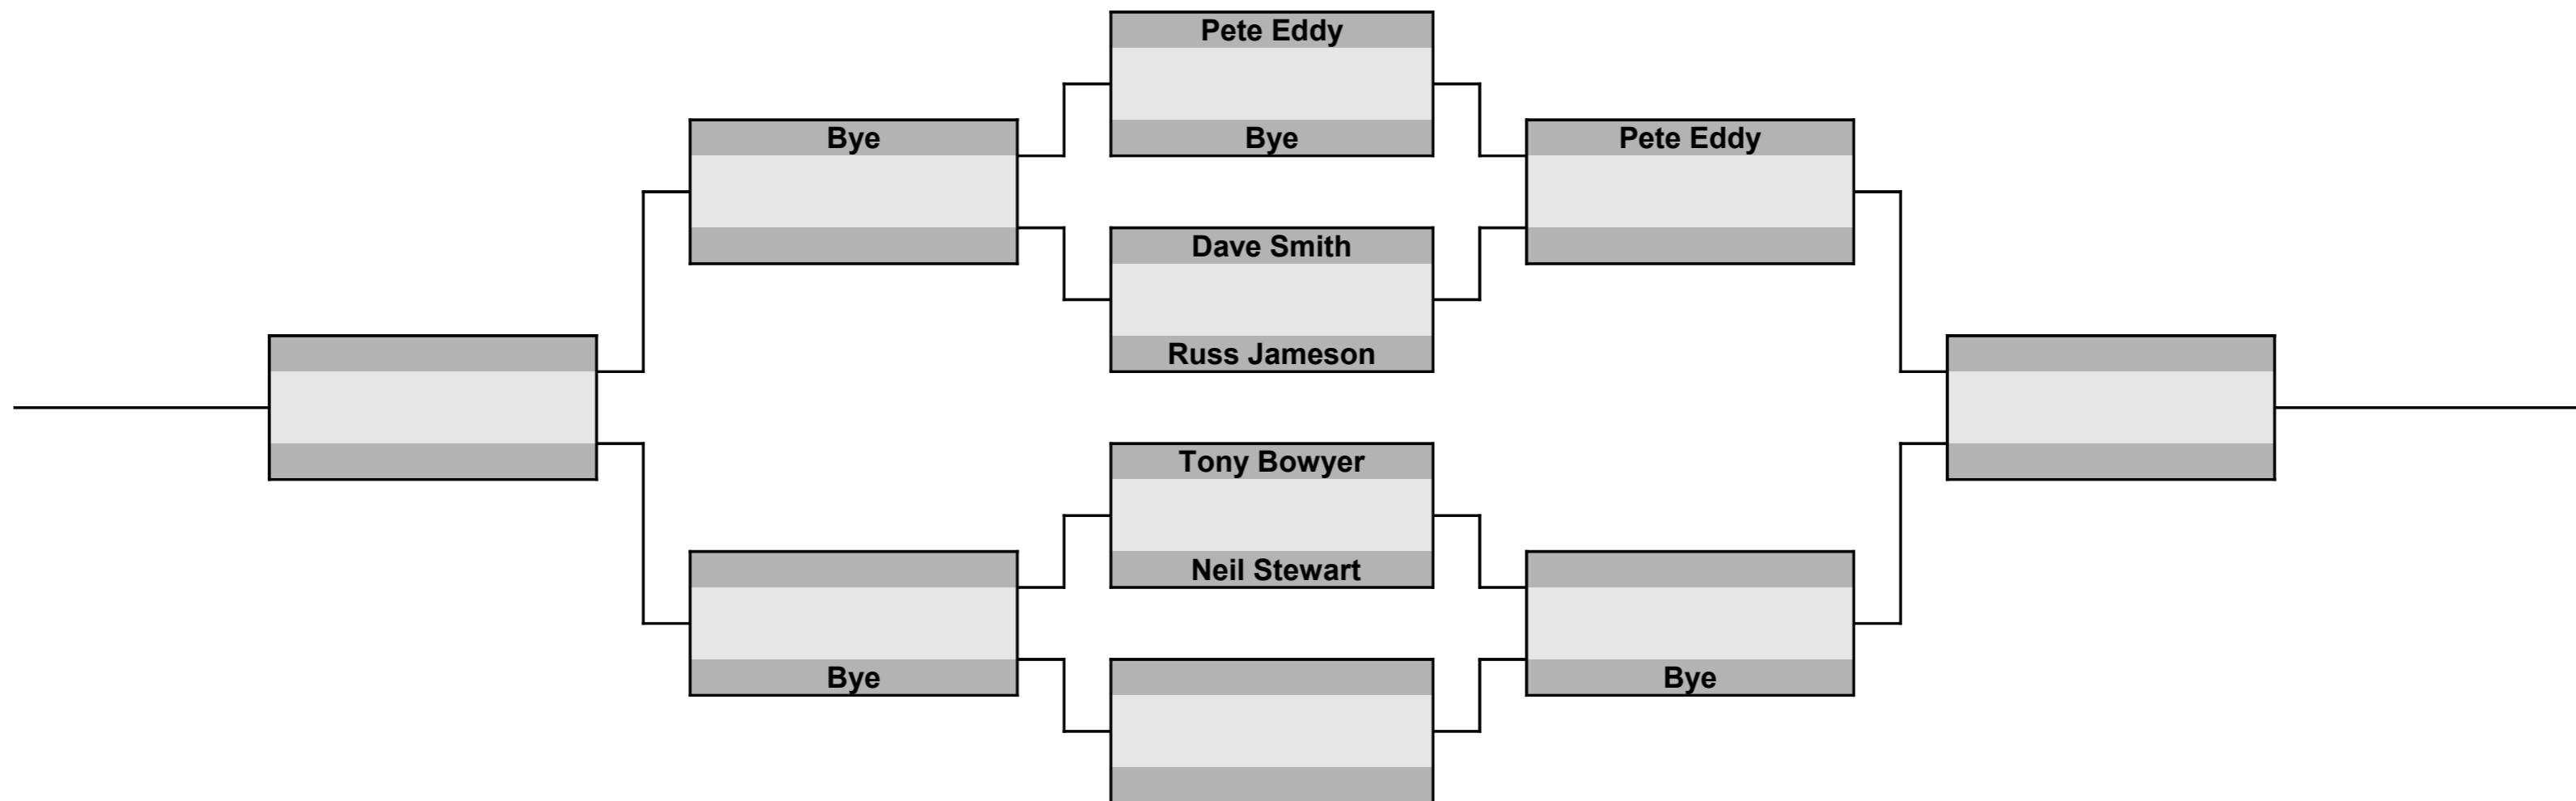 Pete Eddy
Bye
Bye
Pete Eddy
Dave Smith
Russ Jameson
Tony Bowyer
Neil Stewart
Bye
Bye